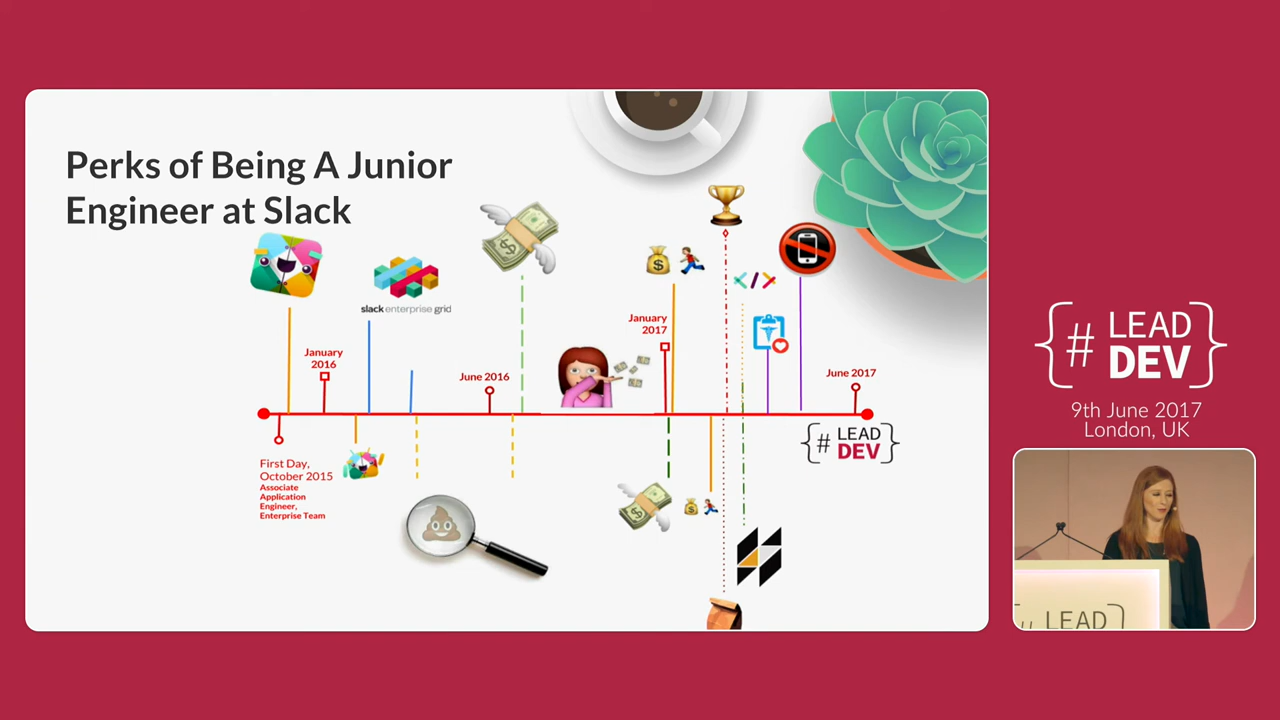 Perks of Being A Junior
Engineer at Slack
slack enterprise grid
January
2016
June 2016
January
2017
June 2017
First Day,
October 2015
Associate
Application
Engineer,
Enterprise Team
{# LEAD
DEV}
{# LEAD
DEV}
9th June 2017
London, UK
# LEAD}